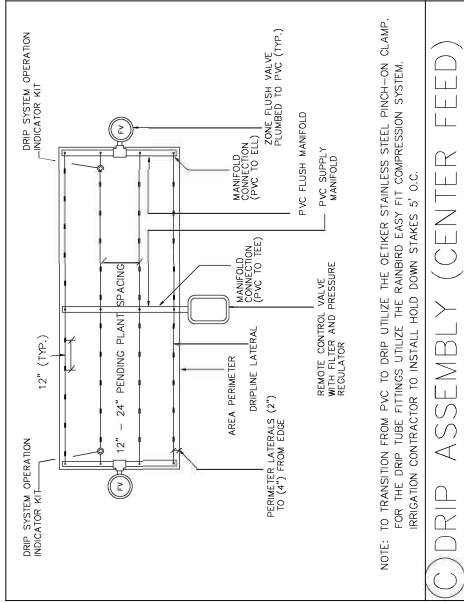 DRIP SYSTEM OPERATION
INDICATOR KIT
12" (TYP.)
DRIP SYSTEM OPERATION
INDICATOR KIT
FV
FV
12" - 24" PENDING PLANT SPACING
ZONE FLUSH VALVE
PLUMBED TO PVC (TYP.)
MANIFOLD
CONNECTION
(PVC TO ELL)
PVC FLUSH MANIFOLD
PVC SUPPLY
MANIFOLD
MANIFOLD
CONNECTION
(PVC TO TEE)
REMOTE CONTROL VALVE
WITH FILTER AND PRESSURE
REGULATOR
DRIPLINE LATERAL
AREA PERIMETER
PERIMETER LATERALS (2")
TO (4") FROM EDGE
NOTE: TO TRANSITION FROM PVC TO DRIP UTILIZE THE OETIKER STAINLESS STEEL PINCH-ON CLAMP.
FOR THE DRIP TUBE FITTINGS UTILIZE THE RAINBIRD EASY FIT COMPRESSION SYSTEM.
IRRIGATION CONTRACTOR TO INSTALL HOLD DOWN STAKES 5' O.C.
C DRIP ASSEMBLY (CENTER FEED)